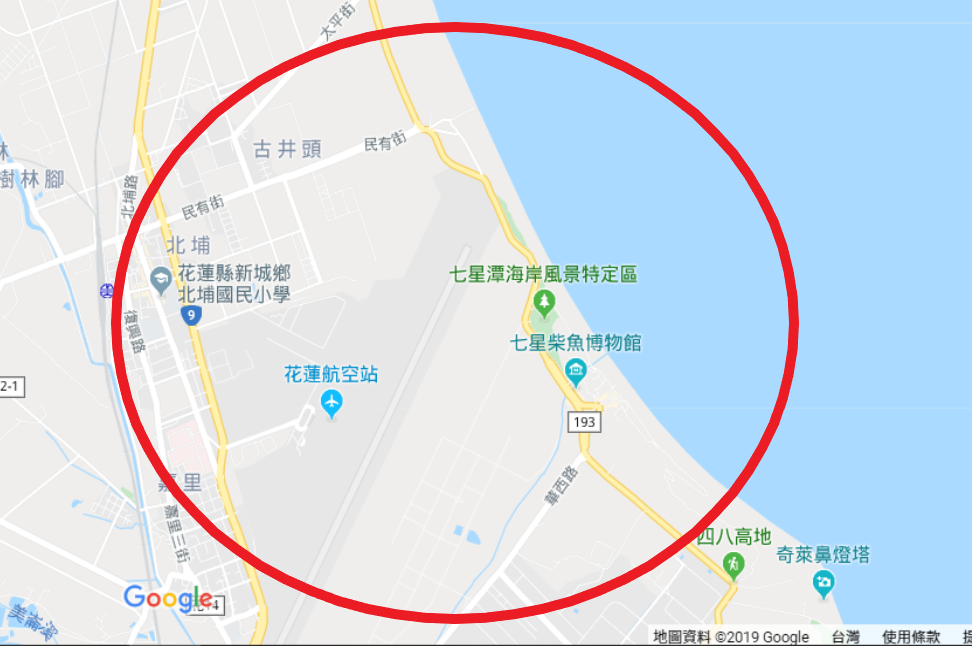 太平街
古井頭
民有街
林
樹林腳
北埔路
民有街
北埔
花蓮縣新城鄉
北埔國民小學
9
七星潭海岸風景特定區
復興路
七星柴魚博物館
花蓮航空站
2-1
193
嘉里
華西路
嘉里三街
四八高地
奇萊鼻燈塔
Google
美崙溪
地圖資料 ©2019 Google
台灣
使用條款